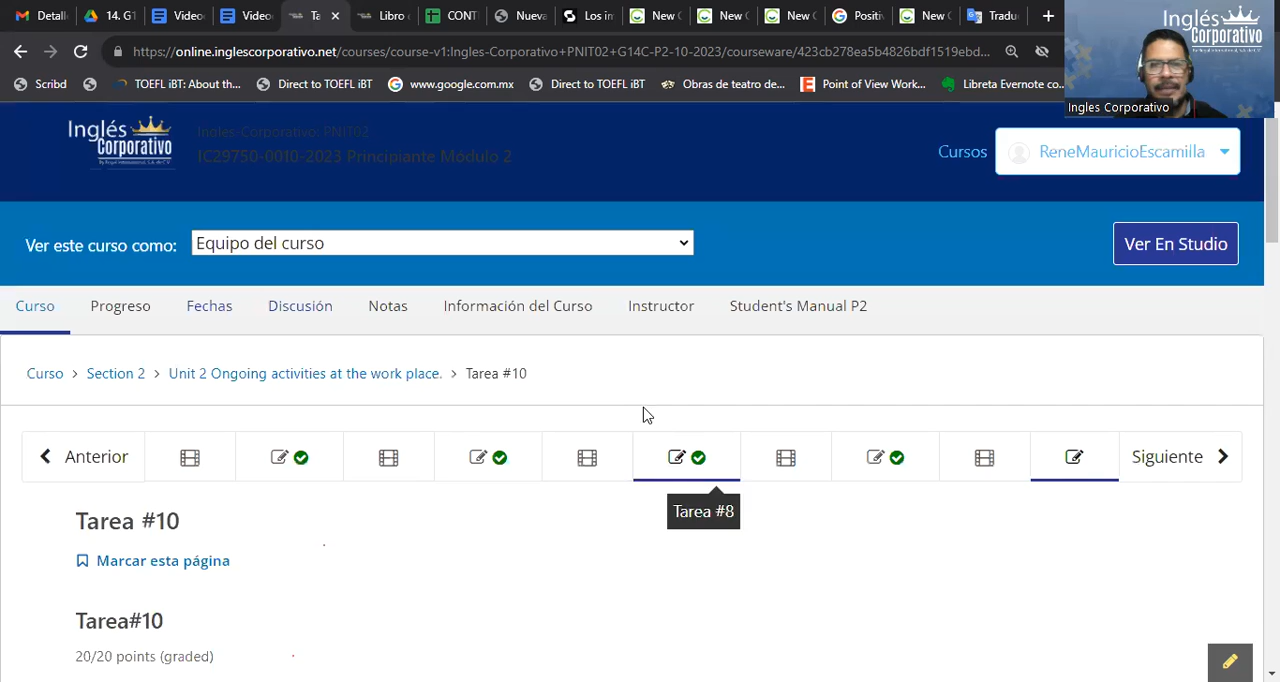 Detall
14. G1
Video
Video
Ta
Libro
CONT
Nueva
Los in
New C
New C
New C
Positi
New C
Tradu
https://online.inglescorporativo.net/courses/course-v1:Ingles-Corporativo+PNIT02+G14C-P2-10-2023/courseware/423cb278ea5b4826bdf1519ebd...
Scribd
TOEFL iBT: About th...
Direct to TOEFL iBT
www.google.com.mx
Direct to TOEFL iBT
Obras de teatro de...
Point of View Work...
Libreta Evernote co...
Inglés
Corporativo
Ingles Corporativo
Inglés
Corporativo
By Royal International, S.A. de C.V.
Ingles-Corporativo: PNIT02
IC29750-0010-2023 Principiante Módulo 2
Cursos
ReneMauricioEscamilla
Ver este curso como:
Equipo del curso
Ver En Studio
Curso
Progreso
Fechas
Discusión
Notas
Información del Curso
Instructor
Student's Manual P2
Curso > Section 2 > Unit 2 Ongoing activities at the work place. > Tarea #10
Anterior
Siguiente
Tarea #8
Tarea #10
Marcar esta página
Tarea#10
20/20 points (graded)